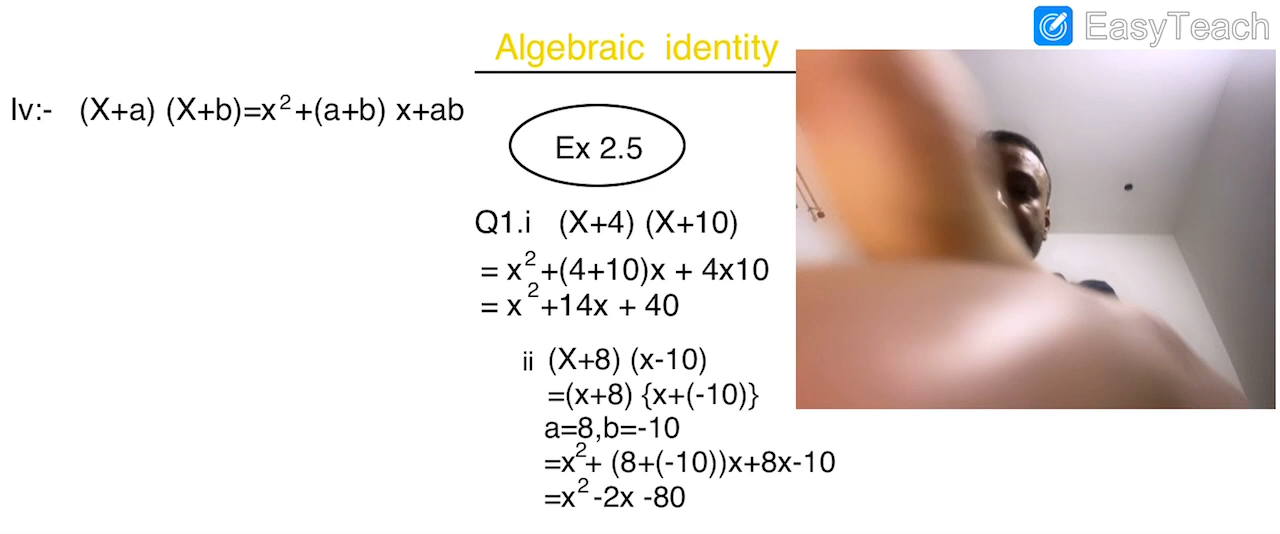 EasyTeach
Algebraic identity
Iv:- (X+a) (X+b)=x²+(a+b) x+ab
Ex 2.5
Q1.i (X+4) (X+10)
= x²+(4+10)x + 4x10
= x²+14x + 40
ii (X+8) (x-10)
=(x+8) {x+(-10)}
a=8,b=-10
=x²+ (8+(-10))x+8x-10
=x²-2x -80